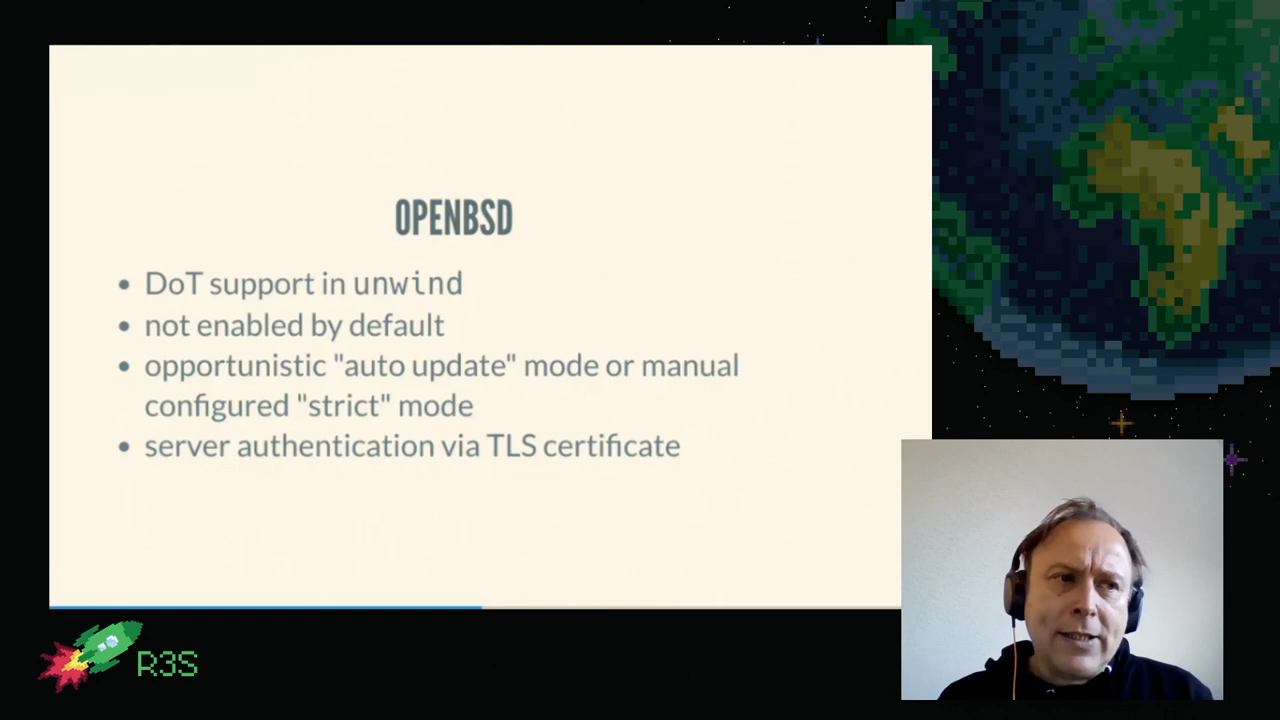 OPENBSD
DoT support in unwind
not enabled by default
opportunistic "auto update" mode or manual
configured "strict" mode
server authentication via TLS certificate
R3S